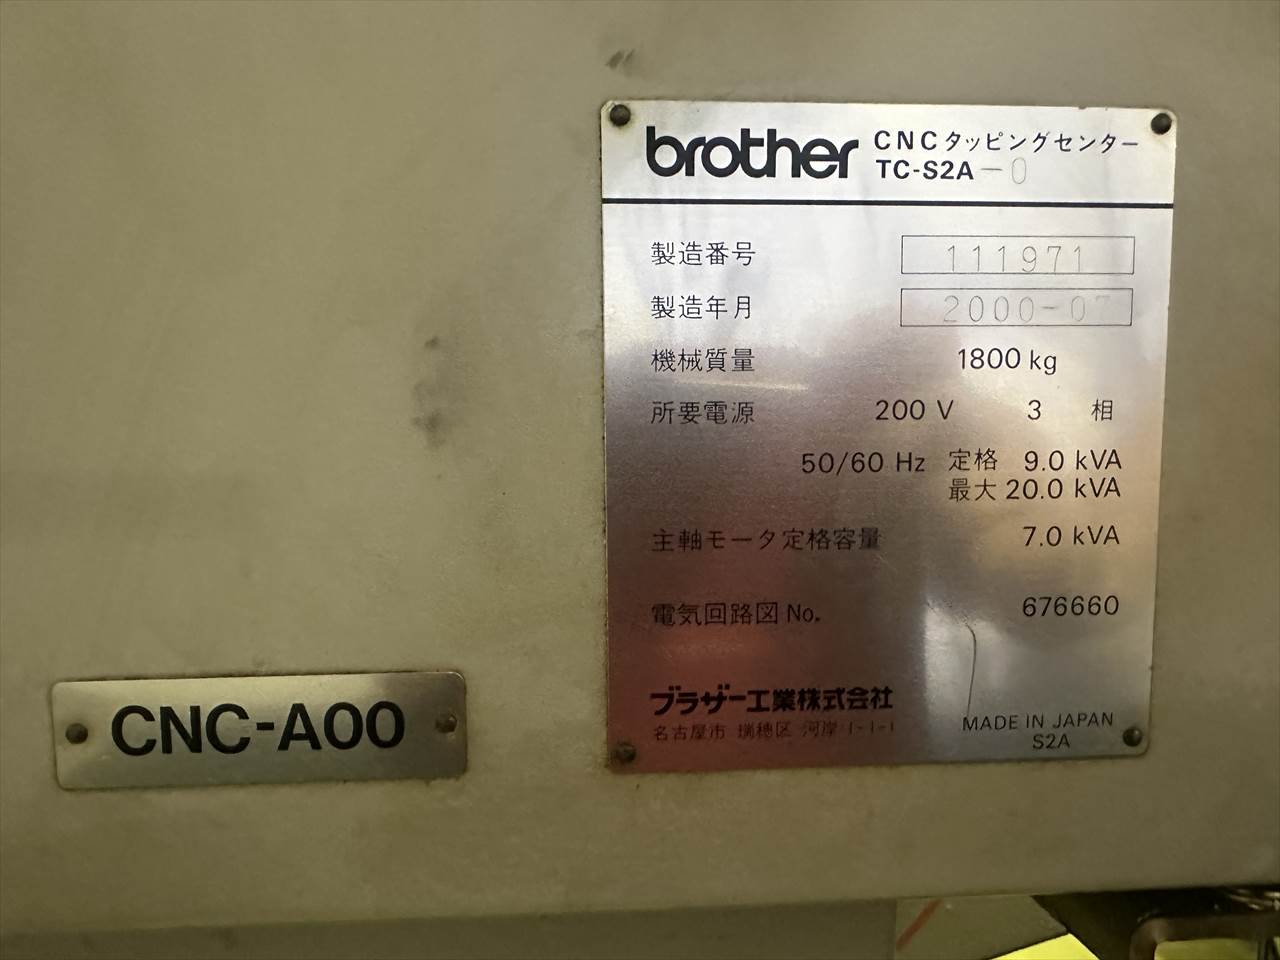 brother CNCタッピングセンター
TC-S2A-0
製造番号 111971
製造年月 2000-07
機械質量 1800 kg
所要電源 200 V 3 相
50/60 Hz 定格 9.0 kVA
最大 20.0 kVA
主軸モータ定格容量 7.0 kVA
電気回路図 No. 676660
ブラザー工業株式会社
名古屋市 瑞穂区 河岸 1-1-1
MADE IN JAPAN
S2A
CNC-A00